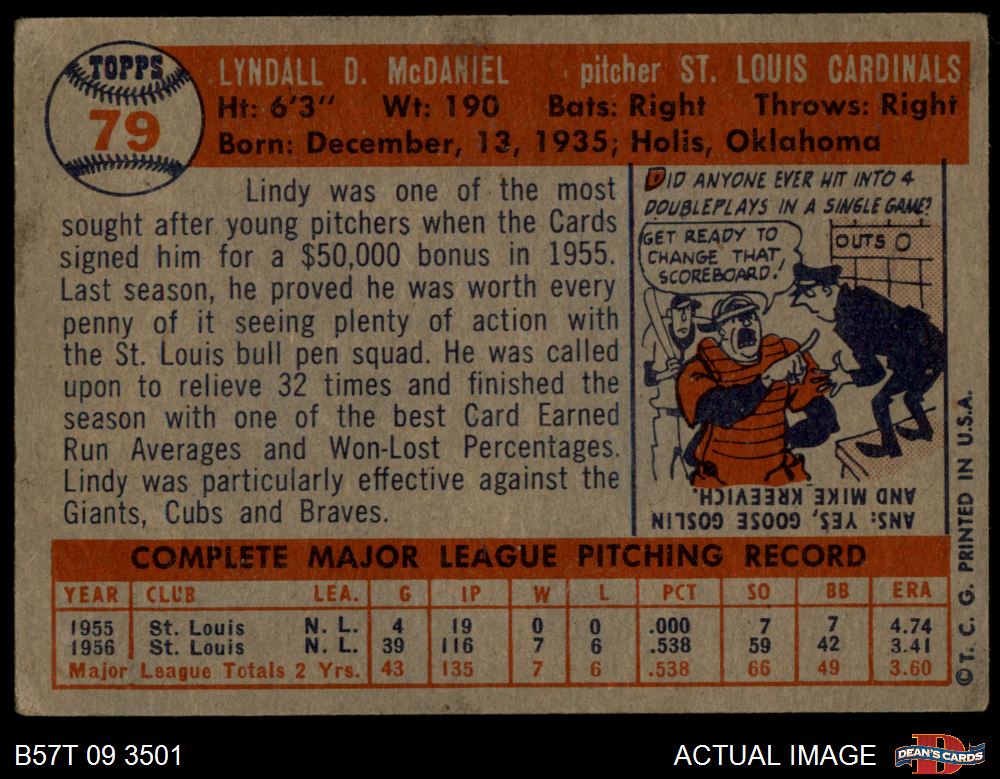 TOPPS
79
LYNDALL D. McDANIEL pitcher ST. LOUIS CARDINALS
Ht: 6'3" Wt: 190 Bats: Right Throws: Right
Born: December, 13, 1935; Holis, Oklahoma
Lindy was one of the most
sought after young pitchers when the Cards
signed him for a $50,000 bonus in 1955.
Last season, he proved he was worth every
penny of it seeing plenty of action with
the St. Louis bull pen squad. He was called
upon to relieve 32 times and finished the
season with one of the best Card Earned
Run Averages and Won-Lost Percentages.
Lindy was particularly effective against the
Giants, Cubs and Braves.
DID ANYONE EVER HIT INTO 4
DOUBLEPLAYS IN A SINGLE GAME?
GET READY TO
CHANGE THAT
SCOREBOARD!
OUTS 0
ANS: YES, GOOSE GOSLIN
AND MIKE KREEVICH.
COMPLETE MAJOR LEAGUE PITCHING RECORD
YEAR CLUB LEA. G IP W L PCT SO BB ERA
1955 St. Louis N. L. 4 19 0 0 .000 7 7 4.74
1956 St. Louis N. L. 39 116 7 6 .538 59 42 3.41
Major League Totals 2 Yrs. 43 135 7 6 .538 66 49 3.60
© T. C. G. PRINTED IN U.S.A.
B57T 09 3501
ACTUAL IMAGE
DEAN'S CARDS